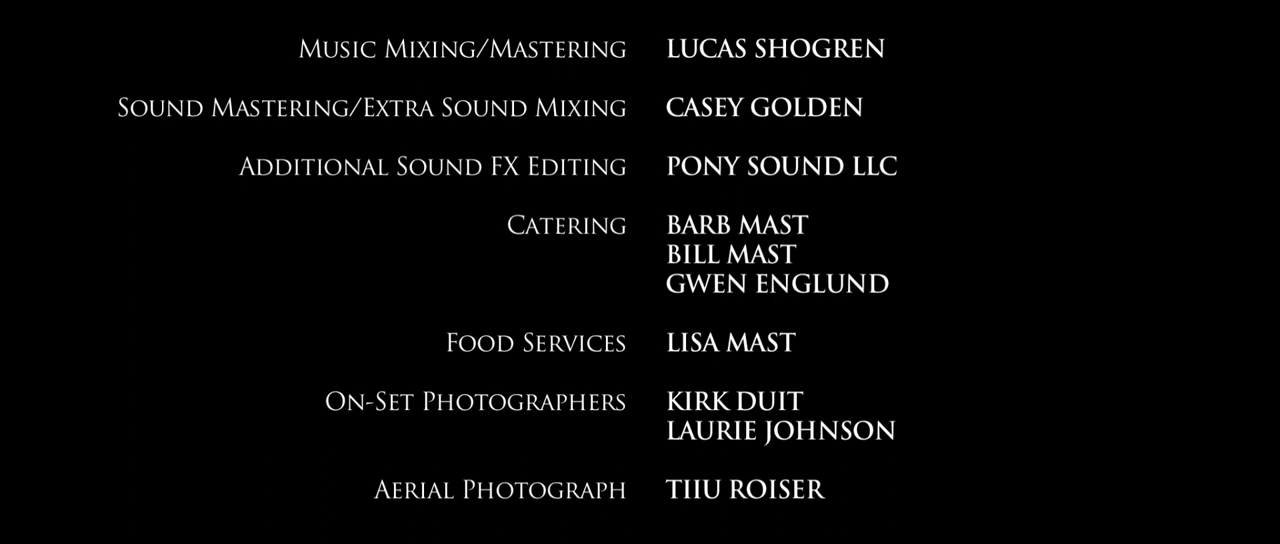 Music Mixing/Mastering LUCAS SHOGREN
Sound Mastering/Extra Sound Mixing CASEY GOLDEN
Additional Sound FX Editing PONY SOUND LLC
Catering BARB MAST
BILL MAST
GWEN ENGLUND
Food Services LISA MAST
On-Set Photographers KIRK DUIT
LAURIE JOHNSON
Aerial Photograph TIIU ROISER